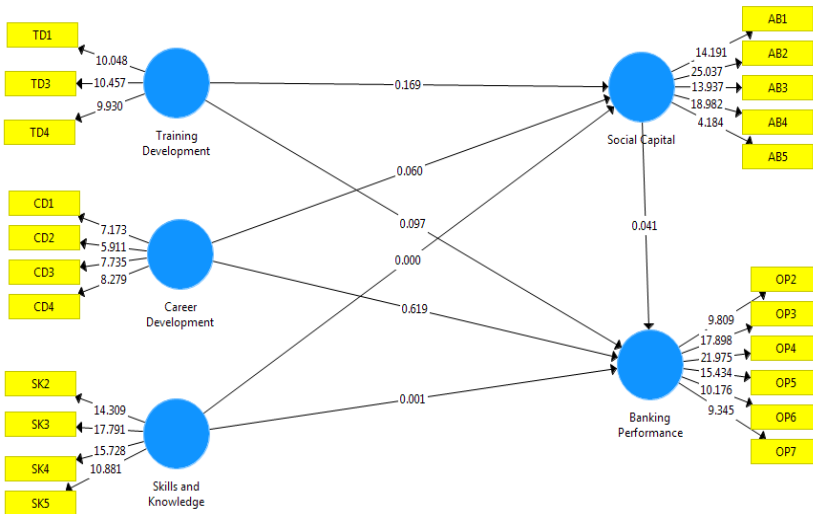 TD1
TD3
TD4
10.048
10.457
9.930
Training
Development
CD1
CD2
CD3
CD4
7.173
5.911
7.735
8.279
Career
Development
SK2
SK3
SK4
SK5
14.309
17.791
15.728
10.881
Skills and
Knowledge
0.169
0.060
0.097
0.000
0.619
0.001
0.041
Social Capital
14.191
25.037
13.937
18.982
4.184
AB1
AB2
AB3
AB4
AB5
Banking
Performance
9.809
17.898
21.975
15.434
10.176
9.345
OP2
OP3
OP4
OP5
OP6
OP7